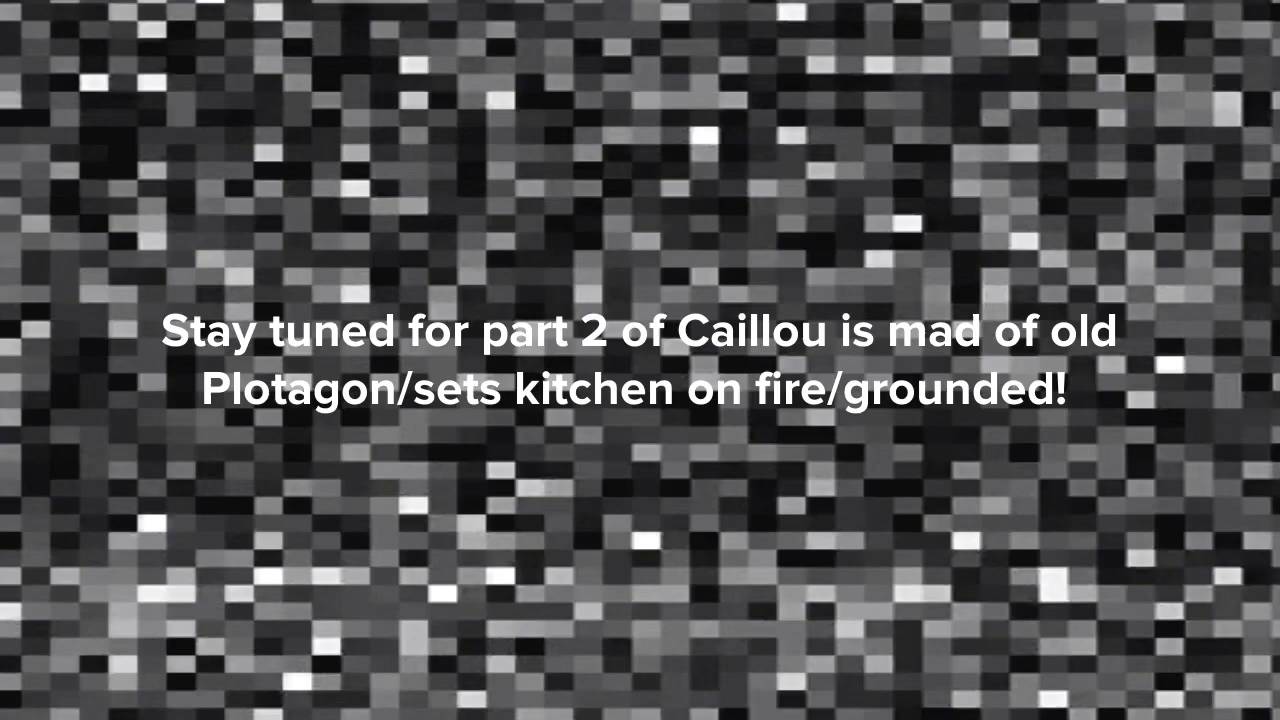 Stay tuned for part 2 of Caillou is mad of old
Plotagon/sets kitchen on fire/grounded!